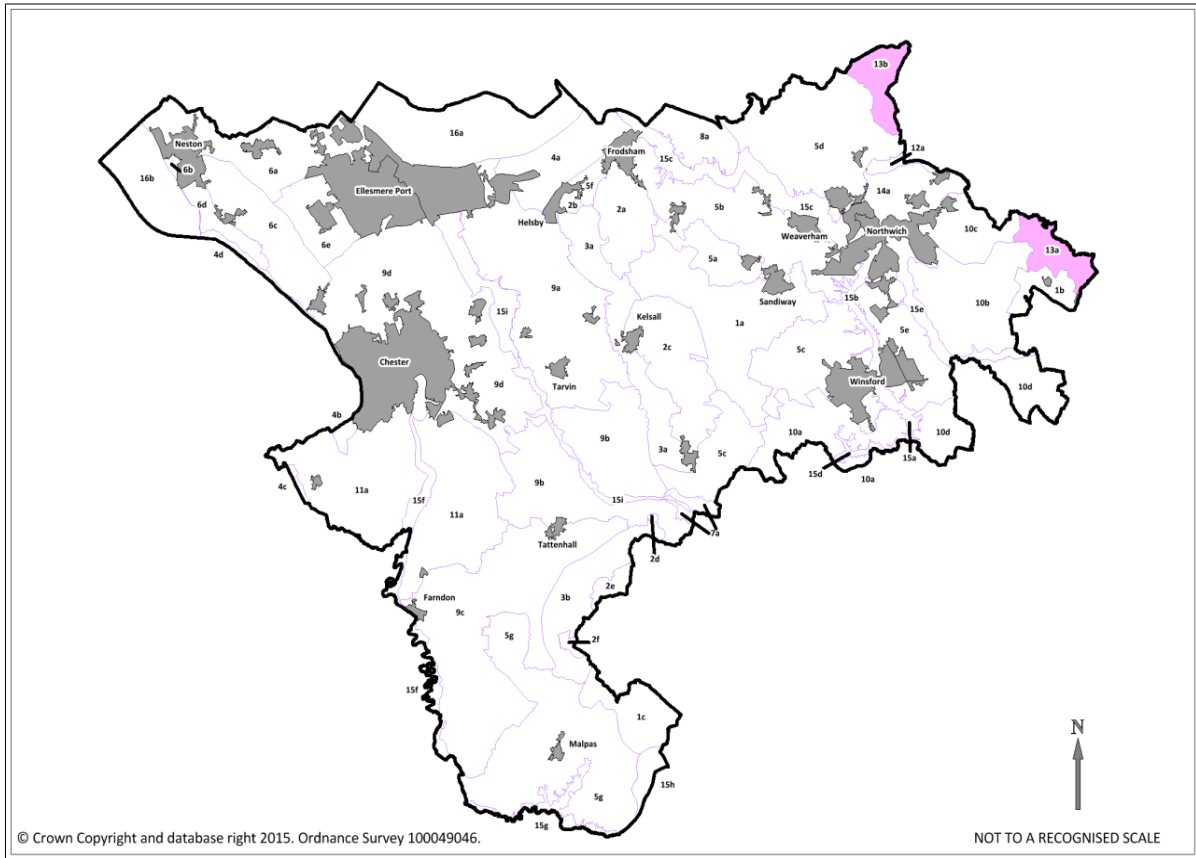 13b
16a
8a
5d
12a
Neston
4a
Frodsham
15c
6b
6a
16b
Ellesmere Port
5f
14a
2b
2a
5b
15c
6d
6c
Helsby
Weaverham
Northwich
10c
6e
3a
4d
13a
5a
9d
1b
9a
Sandiway
15b
10b
15i
Kelsall
15e
1a
5e
2c
5c
Chester
Winsford
9d
Tarvin
10d
4b
10a
10d
9b
3a
5c
15a
15d
10a
9b
4c
11a
15f
15i
11a
7a
Tattenhall
2d
2e
Farndon
3b
9c
5g
2f
15f
1c
Malpas
N
15h
5g
15g
© Crown Copyright and database right 2015. Ordnance Survey 100049046.
NOT TO A RECOGNISED SCALE